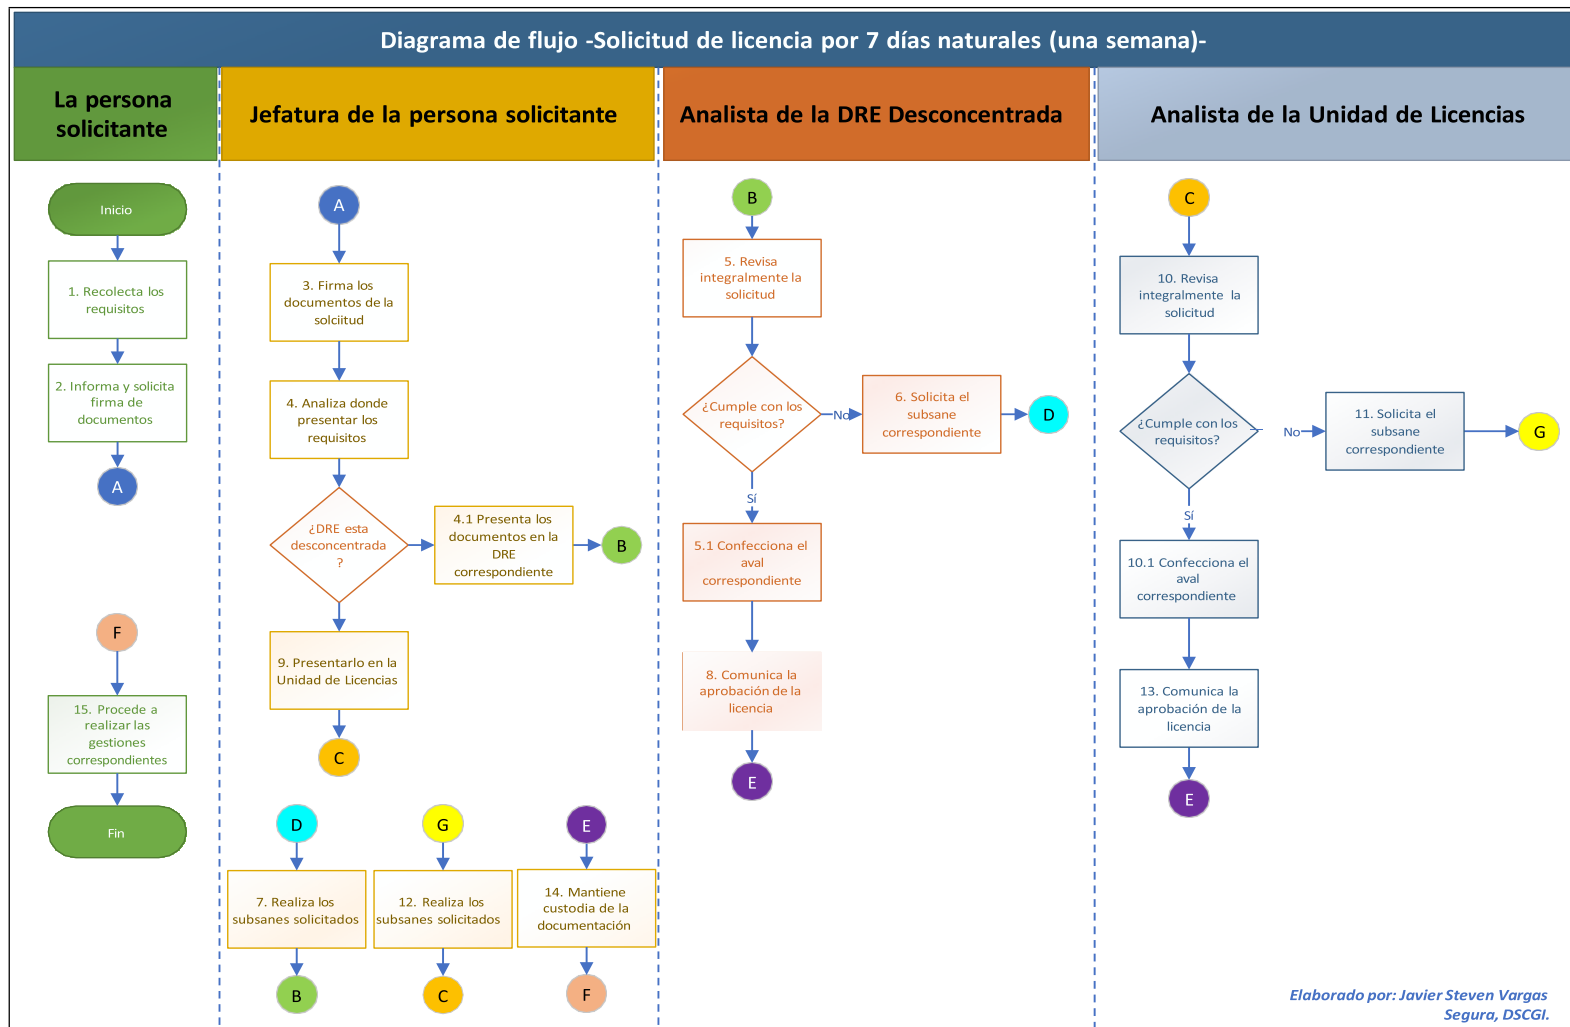 Diagrama de flujo -Solicitud de licencia por 7 días naturales (una semana)-
La persona
solicitante
Jefatura de la persona solicitante
Analista de la DRE Desconcentrada
Analista de la Unidad de Licencias
Inicio
1. Recolecta los
requisitos
2. Informa y solicita
firma de
documentos
A
F
15. Procede a
realizar las
gestiones
correspondientes
Fin
A
3. Firma los
documentos de la
solciitud
4. Analiza donde
presentar los
requisitos
¿DRE esta
desconcentrada
?
4.1 Presenta los
documentos en la
DRE
correspondiente
B
9. Presentarlo en la
Unidad de Licencias
C
D
7. Realiza los
subsanes solicitados
B
G
12. Realiza los
subsanes solicitados
C
E
14. Mantiene
custodia de la
documentación
F
B
5. Revisa
integralmente la
solicitud
¿Cumple con los
requisitos?
No
6. Solicita el
subsane
correspondiente
D
Sí
5.1 Confecciona el
aval
correspondiente
8. Comunica la
aprobación de la
licencia
E
C
10. Revisa
integralmente la
solicitud
¿Cumple con los
requisitos?
No
11. Solicita el
subsane
correspondiente
G
Sí
10.1 Confecciona el
aval
correspondiente
13. Comunica la
aprobación de la
licencia
E
Elaborado por: Javier Steven Vargas
Segura, DSCGI.